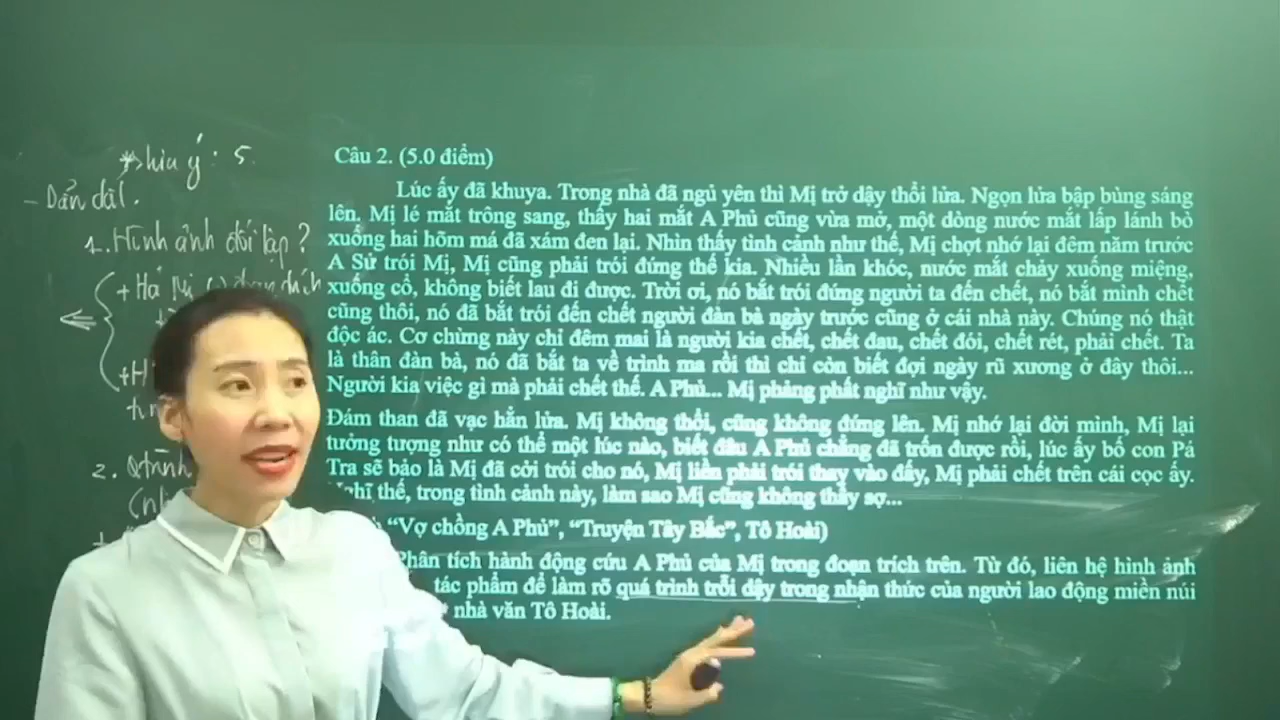 - Dẫn dắt.
1. Hình ảnh đối lập ?
+ Hả Mị
2. Qtrình
Câu 2. (5.0 điểm)
Lúc ấy đã khuya. Trong nhà đã ngủ yên thì Mị trở dậy thổi lửa. Ngọn lửa bập bùng sáng
lên. Mị lé mắt trông sang, thấy hai mắt A Phủ cũng vừa mở, một dòng nước mắt lấp lánh bò
xuống hai hõm má đã xám đen lại. Nhìn thấy tình cảnh như thế, Mị chợt nhớ lại đêm năm trước
A Sử trói Mị, Mị cũng phải trói đứng thế kia. Nhiều lần khóc, nước mắt chảy xuống miệng,
xuống cổ, không biết lau đi được. Trời ơi, nó bắt trói đứng người ta đến chết, nó bắt mình chết
cũng thôi, nó đã bắt trói đến chết người đàn bà ngày trước cũng ở cái nhà này. Chúng nó thật
độc ác. Cơ chừng này chỉ đêm mai là người kia chết, chết đau, chết đói, chết rét, phải chết. Ta
là thân đàn bà, nó đã bắt ta về trình ma rồi thì chỉ còn biết đợi ngày rũ xương ở đây thôi...
Người kia việc gì mà phải chết thế. A Phủ... Mị phảng phất nghĩ như vậy.
Đám than đã vạc hẳn lửa. Mị không thổi, cũng không đứng lên. Mị nhớ lại đời mình, Mị lại
tưởng tượng như có thể một lúc nào, biết đâu A Phủ chẳng đã trốn được rồi, lúc ấy bố con Pá
Tra sẽ bảo là Mị đã cởi trói cho nó, Mị liền phải trói thay vào đấy, Mị phải chết trên cái cọc ấy.
Nghĩ thế, trong tình cảnh này, làm sao Mị cũng không thấy sợ...
“Vợ chồng A Phủ”, “Truyện Tây Bắc”, Tô Hoài)
Phân tích hành động cứu A Phủ của Mị trong đoạn trích trên. Từ đó, liên hệ hình ảnh
tác phẩm để làm rõ quá trình trỗi dậy trong nhận thức của người lao động miền núi
nhà văn Tô Hoài.